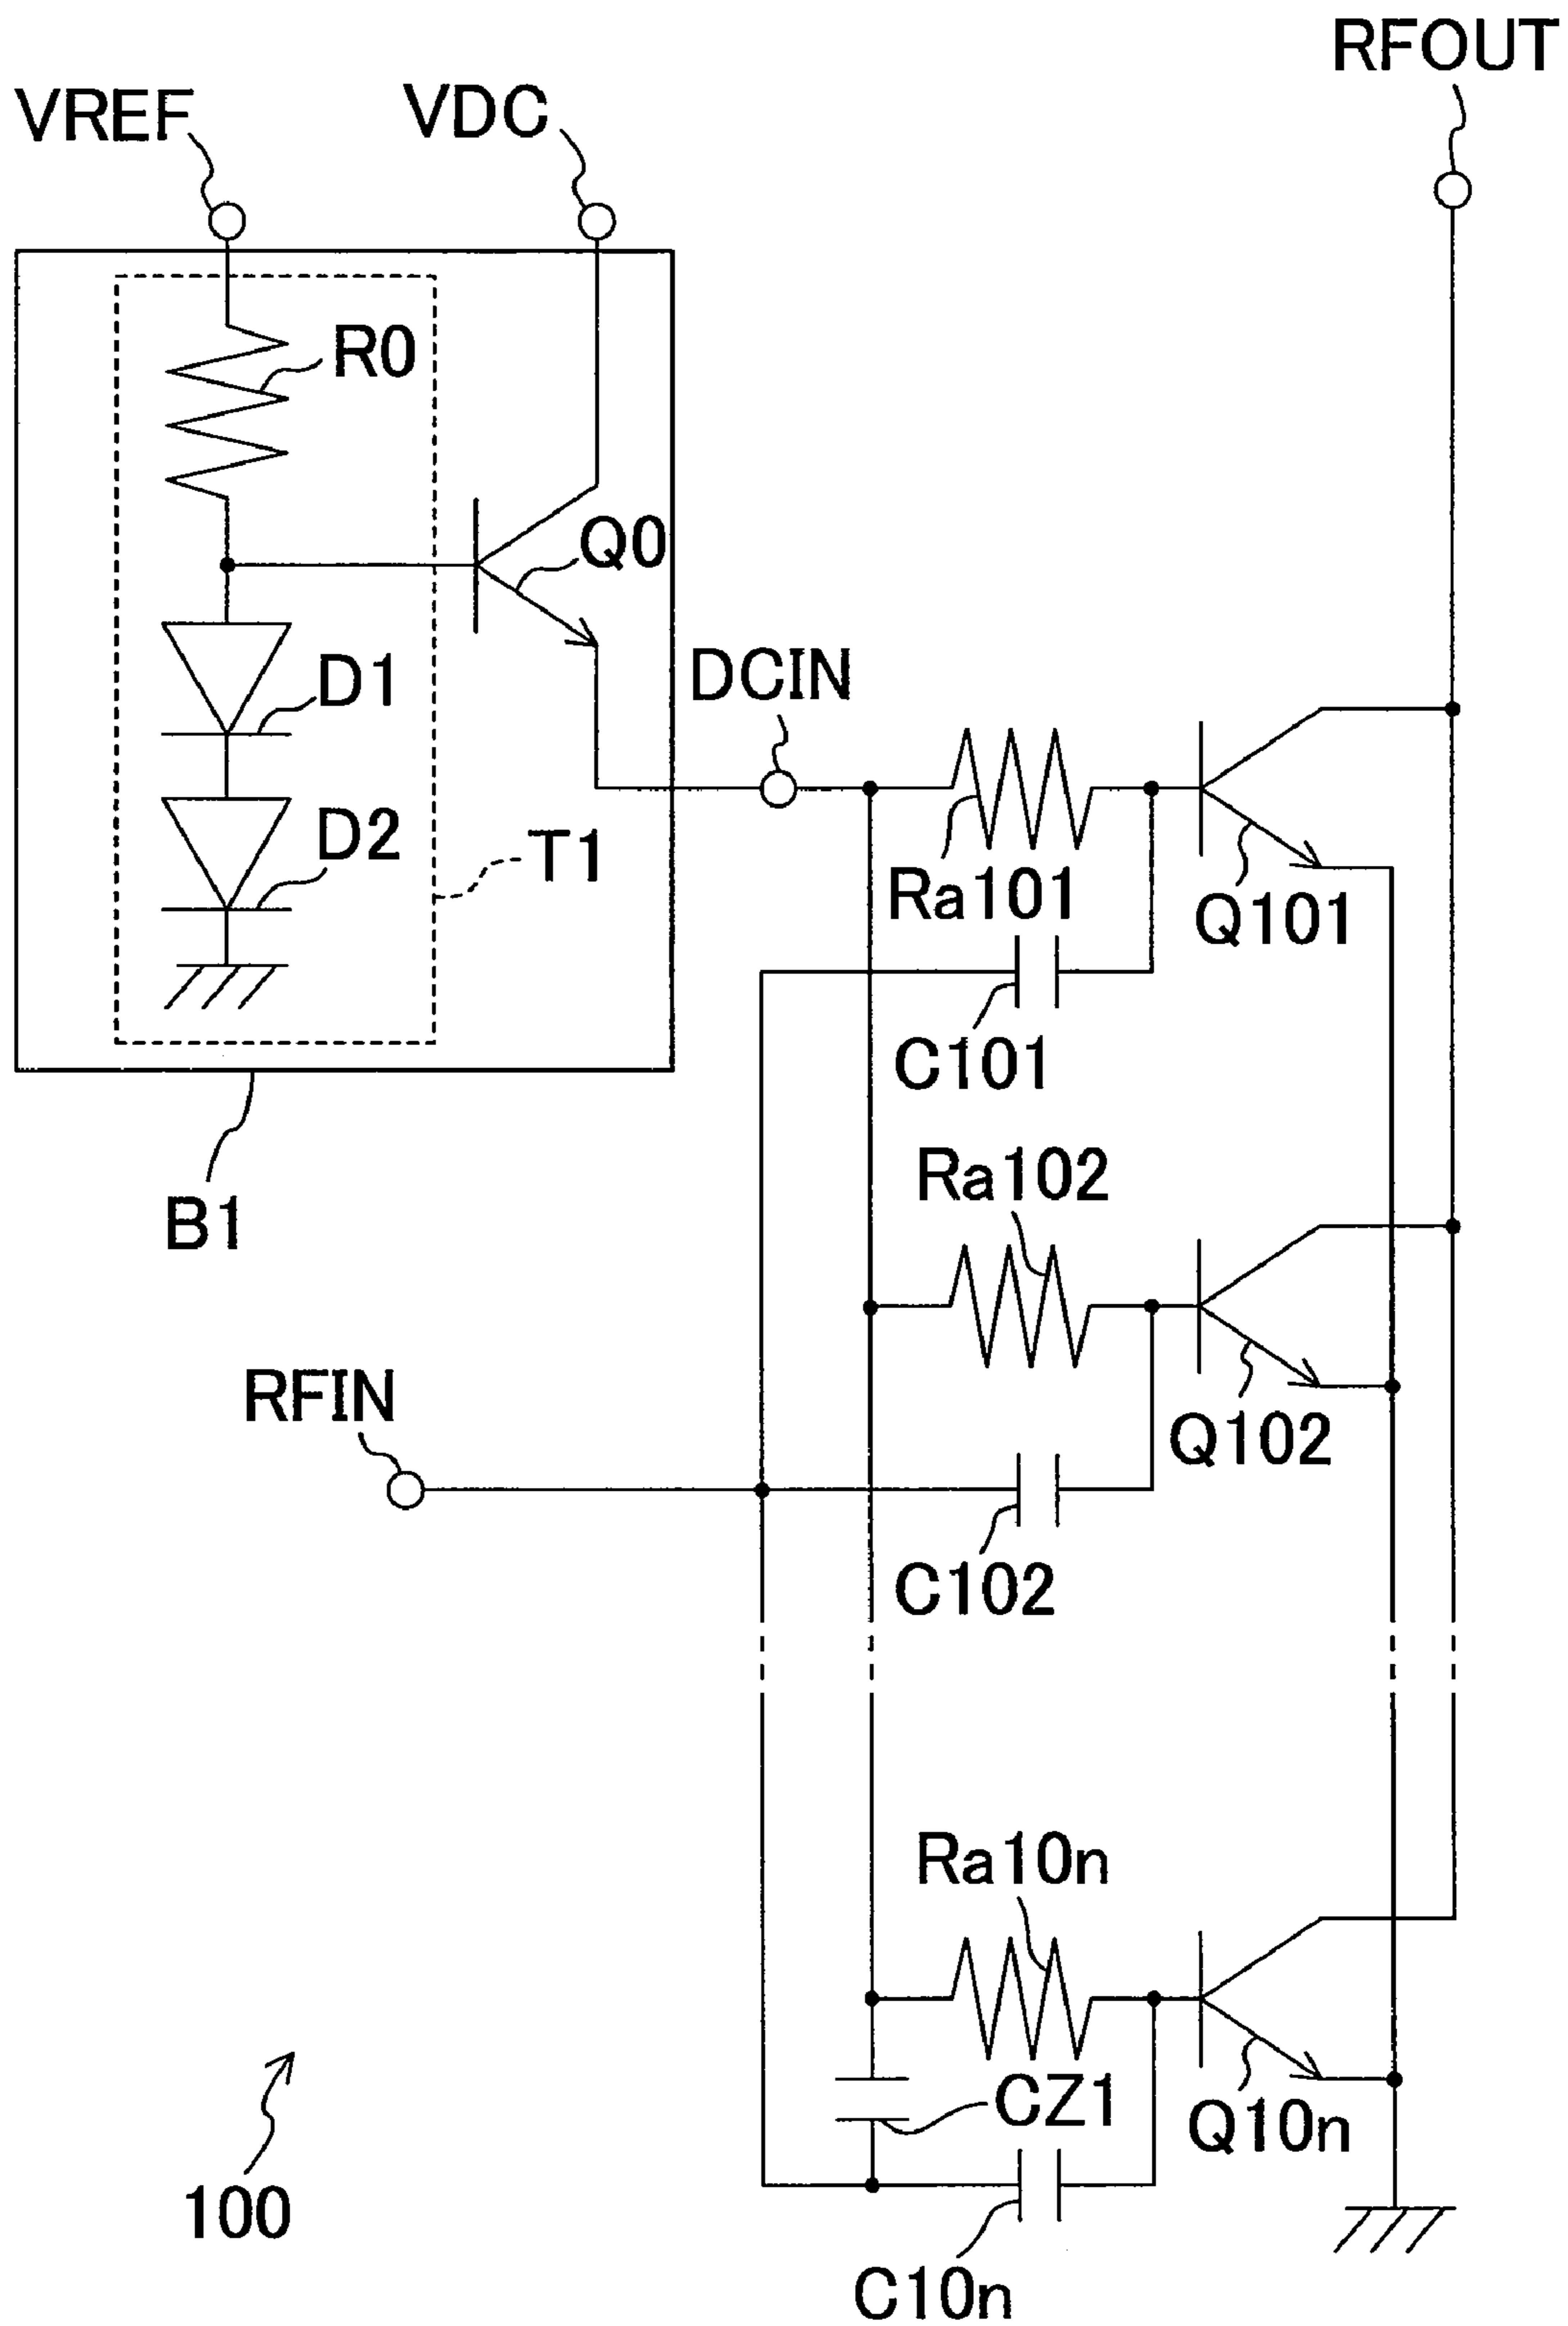 RFOUT
VREF
VDC
R0
Q0
DCIN
D1
D2
T1
Ra101
Q101
C101
Ra102
B1
RFIN
Q102
C102
Ra10n
CZ1
Q10n
100
C10n